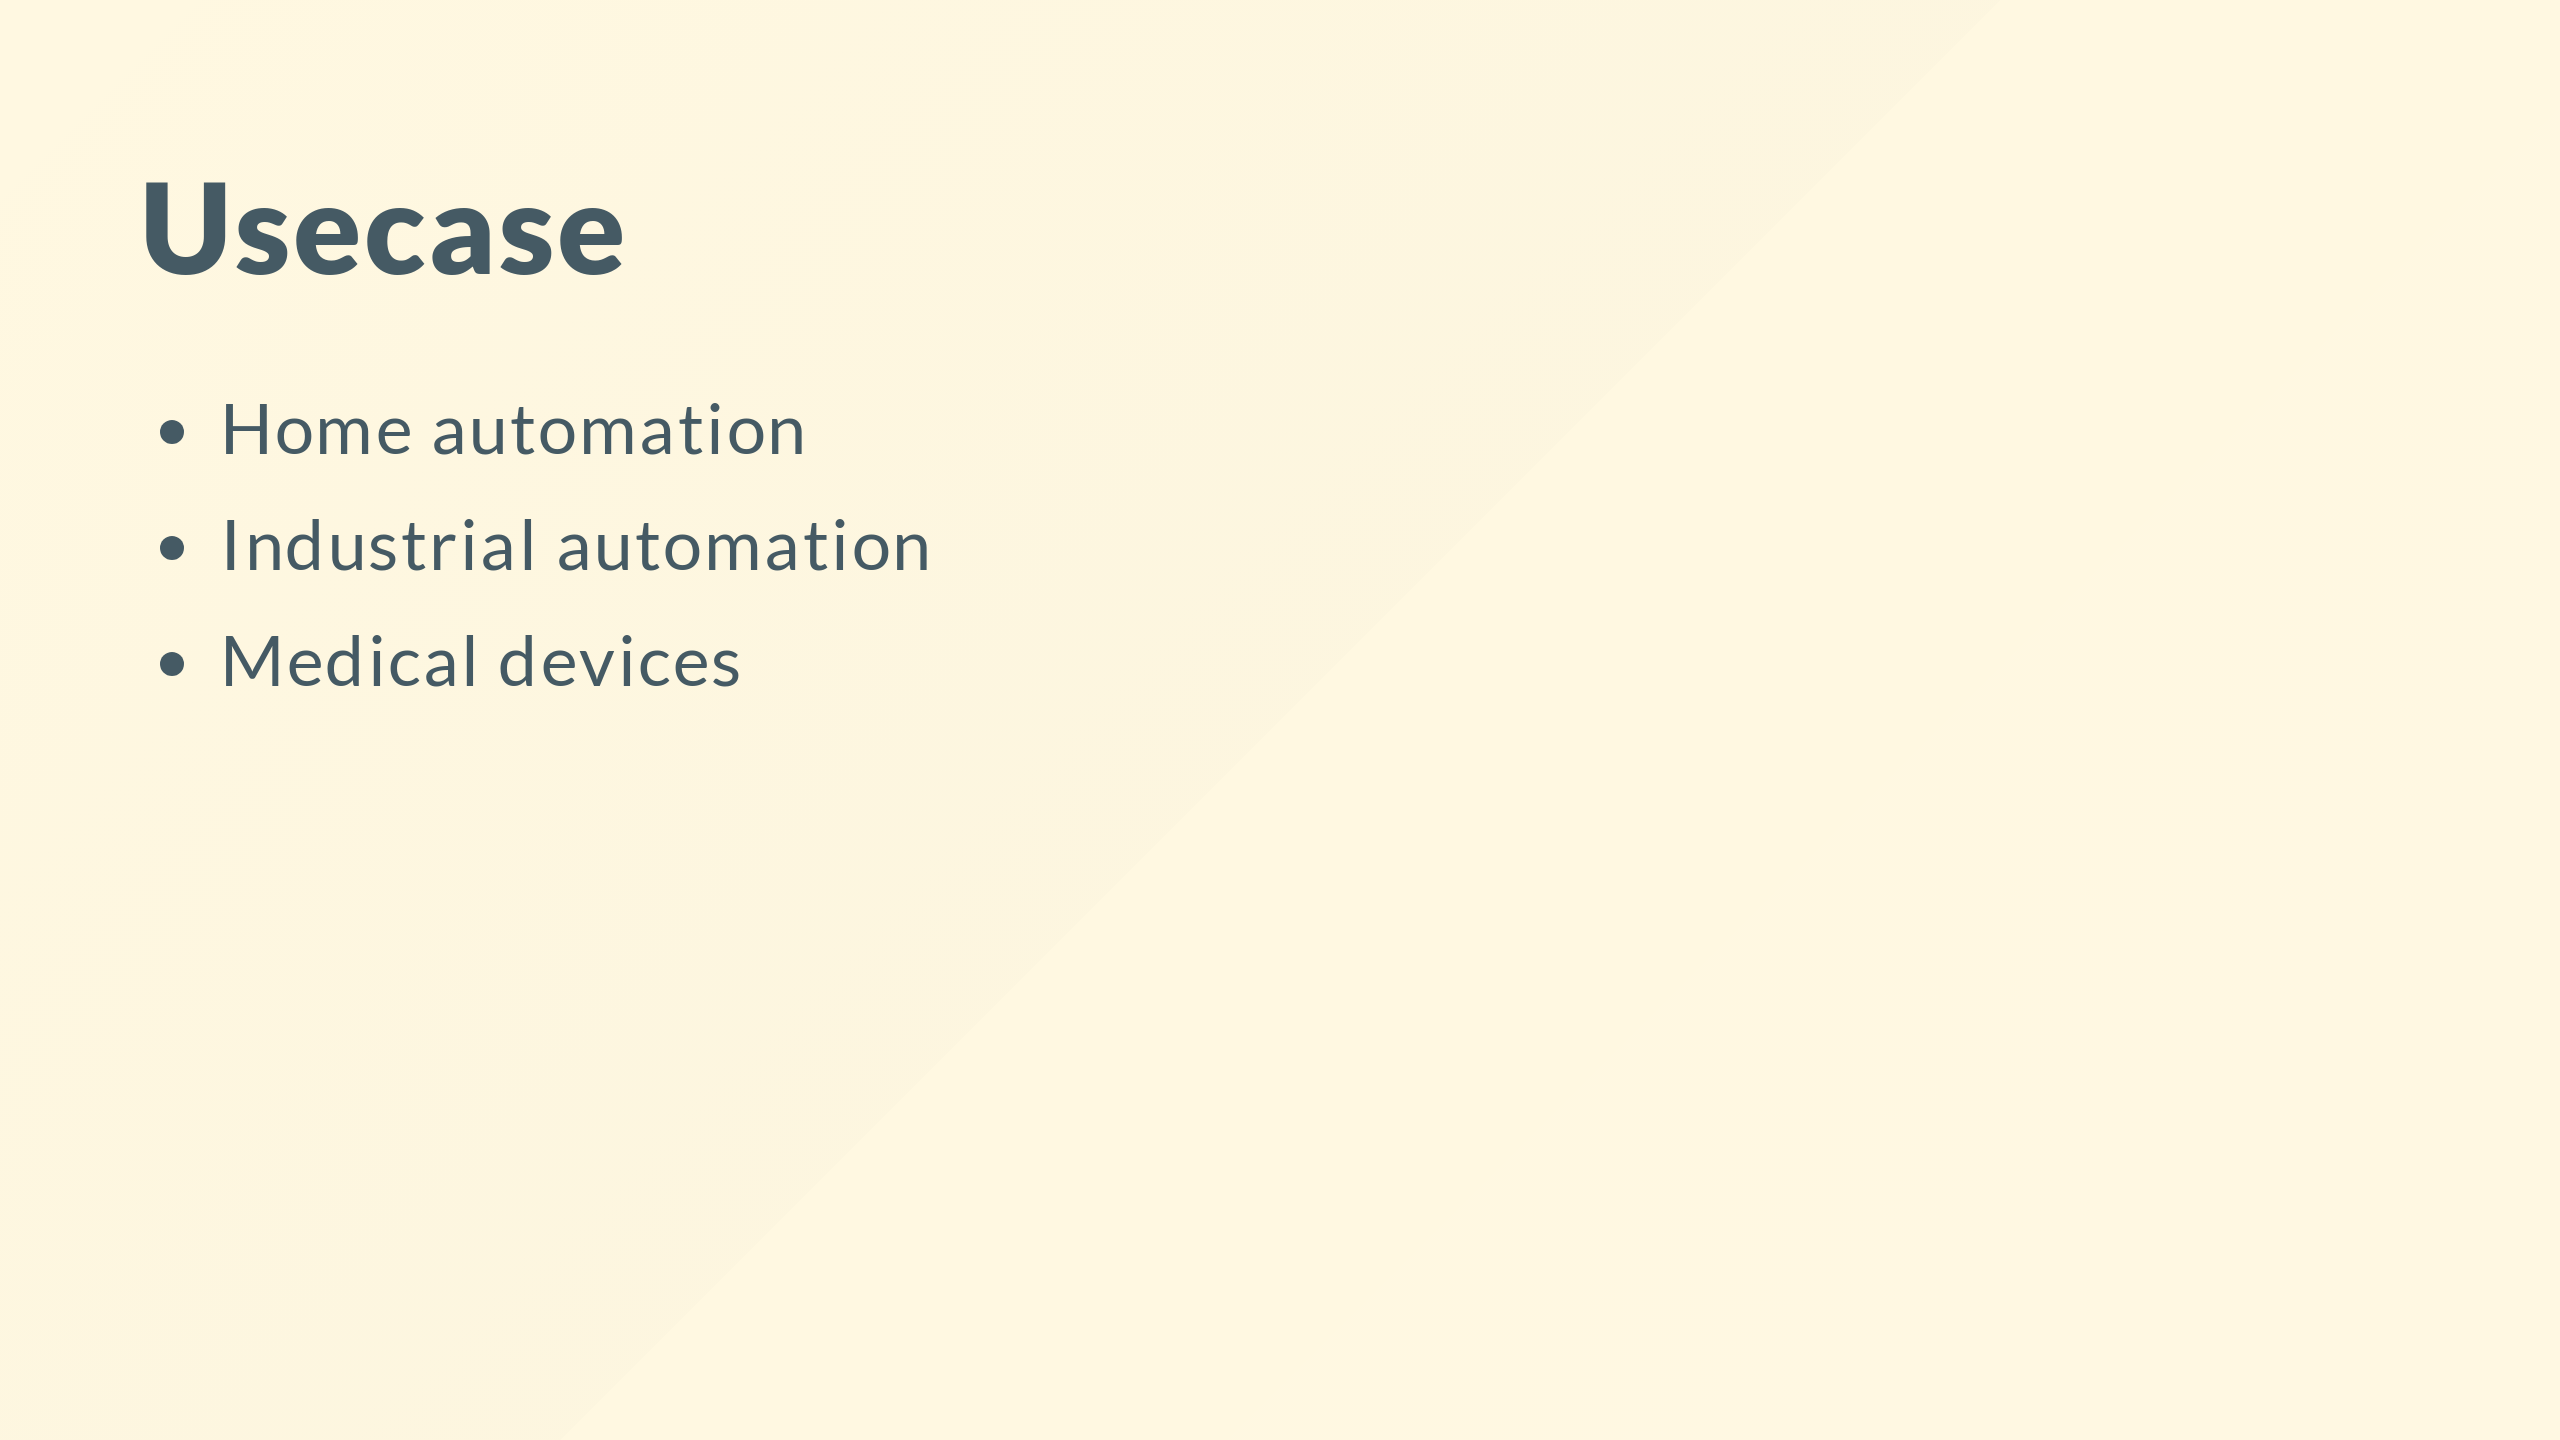 Usecase
• Home automation
• Industrial automation
• Medical devices